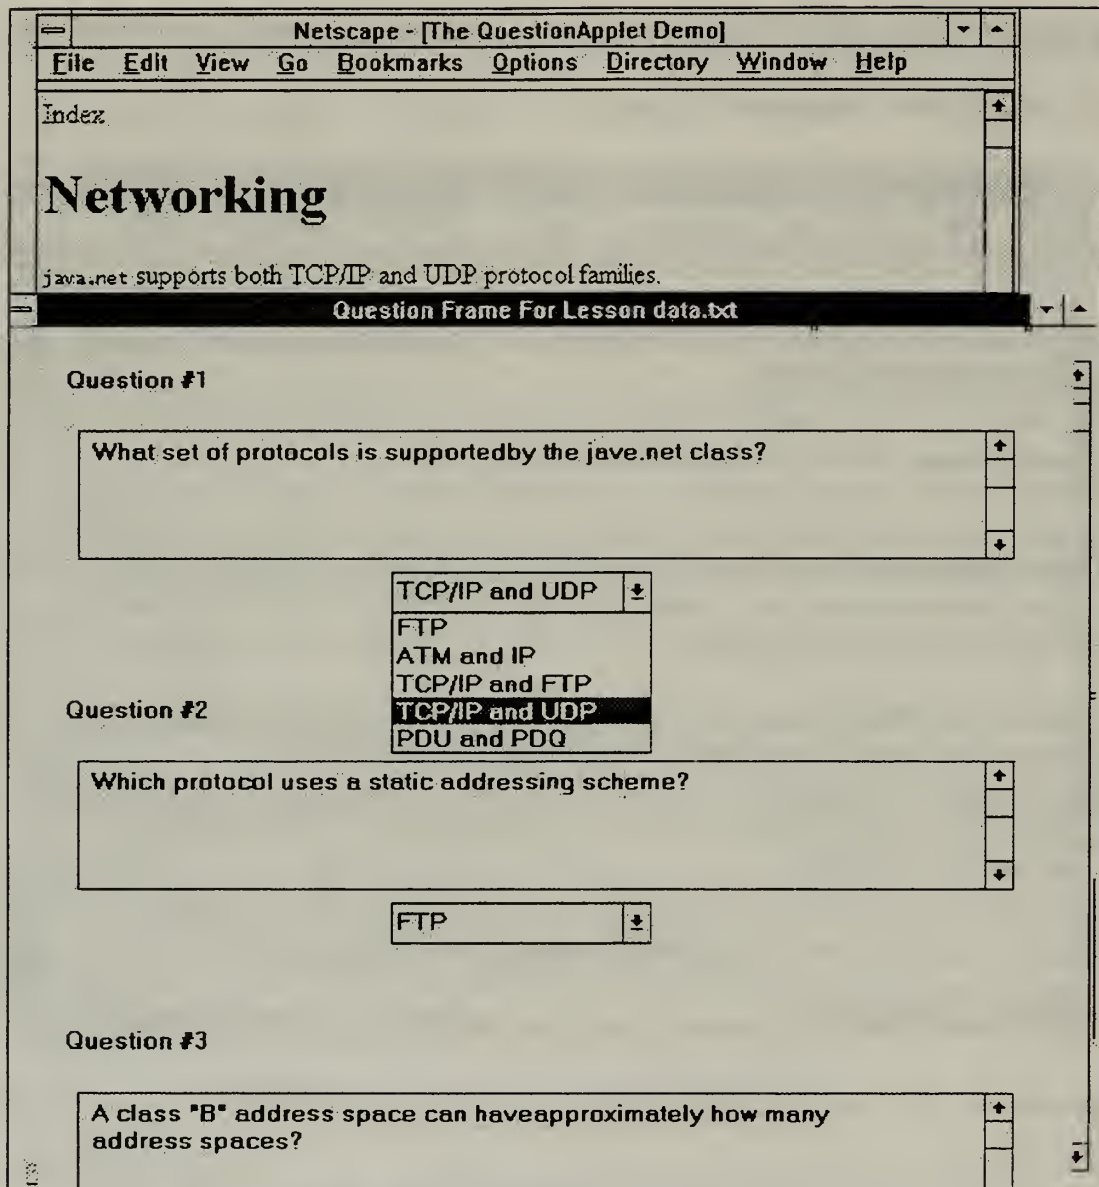 Netscape - [The QuestionApplet Demo]
File Edit View Go Bookmarks Options Directory Window Help
Index
Networking
java.net supports both TCP/IP and UDP protocol families.
Question Frame For Lesson data.txt
Question #1
What set of protocols is supportedby the jave.net class?
TCP/IP and UDP
FTP
ATM and IP
TCP/IP and FTP
TCP/IP and UDP
PDU and PDQ
Question #2
Which protocol uses a static addressing scheme?
FTP
Question #3
A class "B" address space can haveapproximately how many
address spaces?